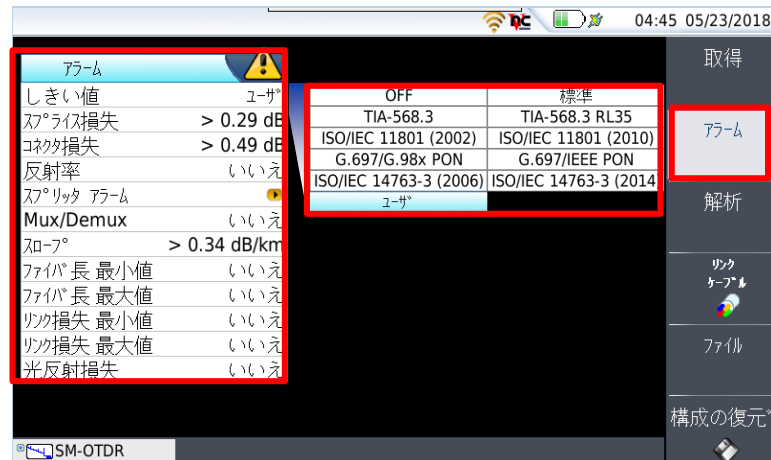 04:45 05/23/2018
アラーム
しきい値 ユーザ
スプライス損失 > 0.29 dB
コネクタ損失 > 0.49 dB
反射率 いいえ
スプリッタ アラーム
Mux/Demux いいえ
スロープ > 0.34 dB/km
ファイバ長 最小値 いいえ
ファイバ長 最大値 いいえ
リンク損失 最小値 いいえ
リンク損失 最大値 いいえ
光反射損失 いいえ
OFF 標準
TIA-568.3 TIA-568.3 RL35
ISO/IEC 11801 (2002) ISO/IEC 11801 (2010)
G.697/G.98x PON G.697/IEEE PON
ISO/IEC 14763-3 (2006) ISO/IEC 14763-3 (2014
ユーザ
取得
アラーム
解析
リンク
ケーブル
ファイル
構成の復元
SM-OTDR